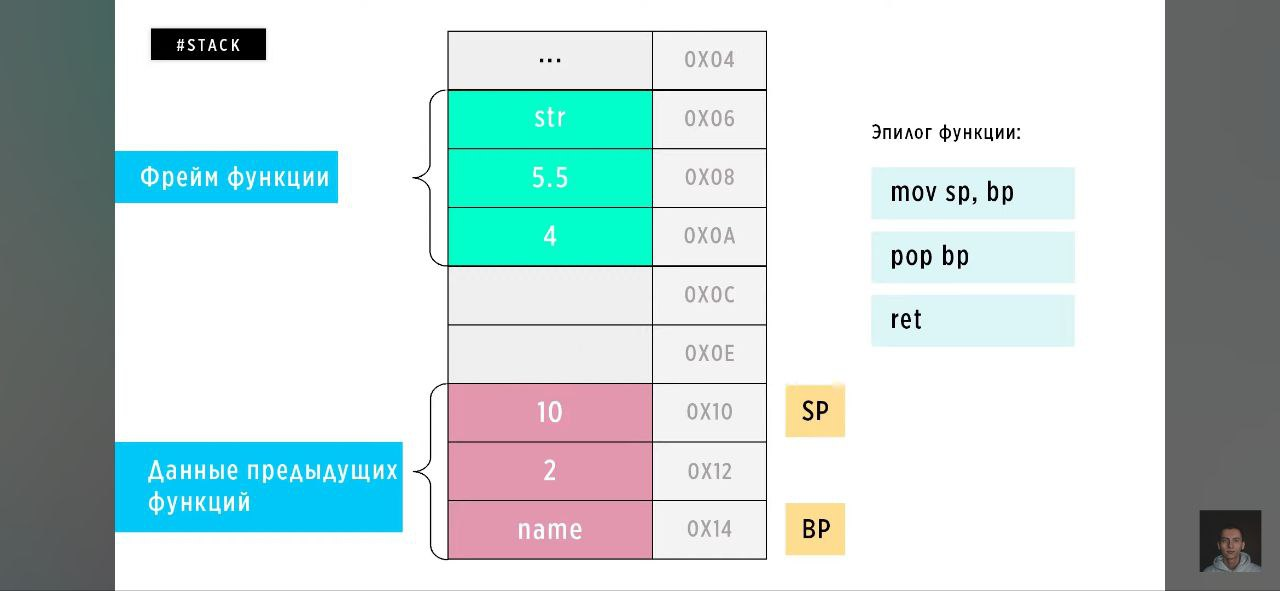 #STACK
... 0X04
str 0X06
Фрейм функции
5.5 0X08
4 0X0A
0X0C
0X0E
10 0X10 SP
Данные предыдущих
функций
2 0X12
name 0X14 BP
Эпилог функции:
mov sp, bp
pop bp
ret